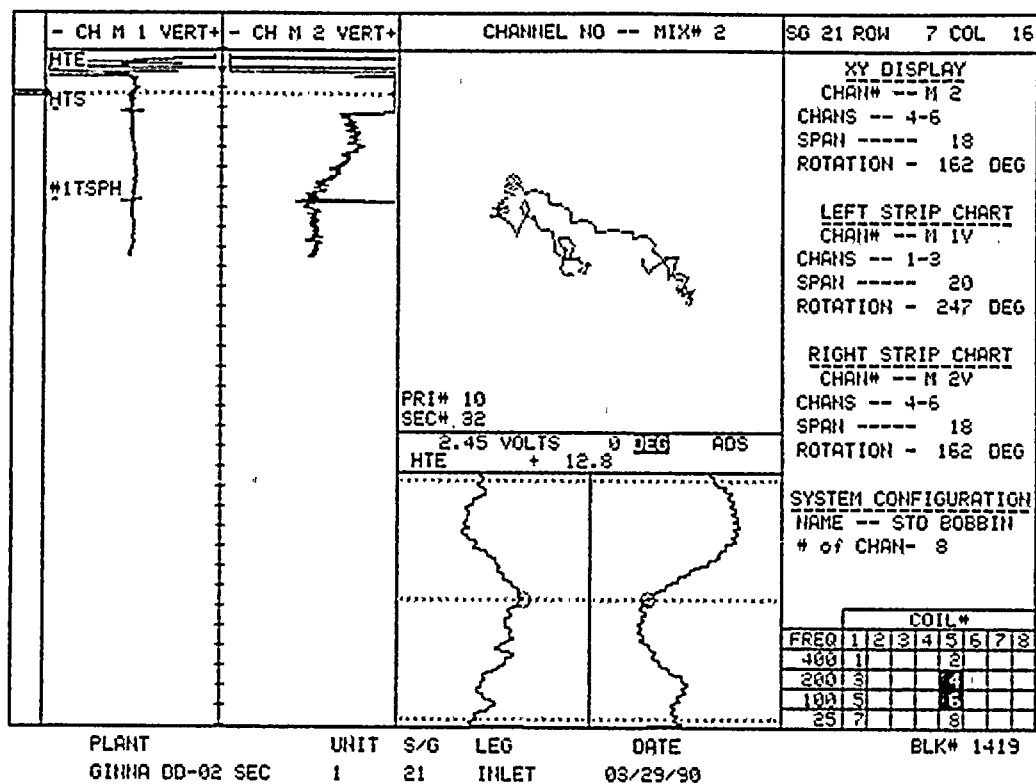 - CH M 1 VERT+
- CH M 2 VERT+
CHANNEL NO -- MIX# 2
SG 21 ROW 7 COL 16
HTE
HTS
#1TSPH
PRI# 10
SEC# 32
2.45 VOLTS 0 DEG ADS
HTE + 12.8
XY DISPLAY
CHAN# -- M 2
CHANS -- 4-6
SPAN ----- 18
ROTATION - 162 DEG
LEFT STRIP CHART
CHAN# -- M 1V
CHANS -- 1-3
SPAN ----- 20
ROTATION - 247 DEG
RIGHT STRIP CHART
CHAN# -- M 2V
CHANS -- 4-6
SPAN ----- 18
ROTATION - 162 DEG
SYSTEM CONFIGURATION
NAME -- STD BOBBIN
# of CHAN- 8
COIL#
FREQ 1 2 3 4 5 6 7 8
400 1 2
200 3 4
100 5 6
25 7 8
PLANT UNIT S/G LEG DATE BLK# 1419
GINNA DD-02 SEC 1 21 INLET 03/29/90